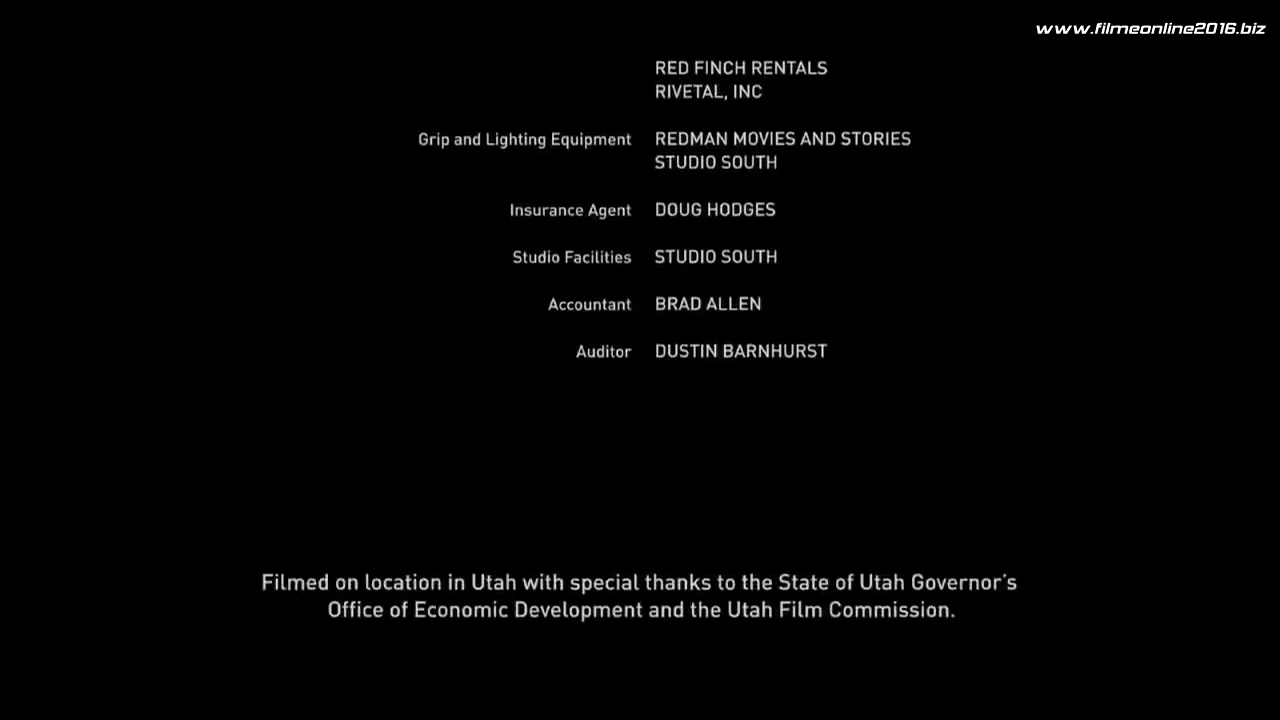 www.filmeonline2016.biz
RED FINCH RENTALS
RIVETAL, INC
Grip and Lighting Equipment REDMAN MOVIES AND STORIES
STUDIO SOUTH
Insurance Agent DOUG HODGES
Studio Facilities STUDIO SOUTH
Accountant BRAD ALLEN
Auditor DUSTIN BARNHURST
Filmed on location in Utah with special thanks to the State of Utah Governor's
Office of Economic Development and the Utah Film Commission.